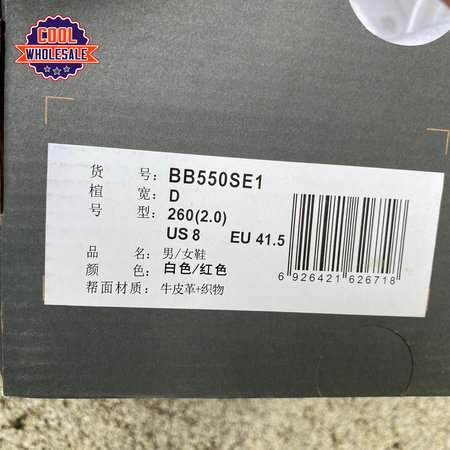 COOL
WHOLESALE
货 号: BB550SE1
楦 宽: D
号 型: 260(2.0)
US 8 EU 41.5
品 名: 男/女鞋
颜 色: 白色/红色
帮面材质: 牛皮革+织物
6 926421 626718